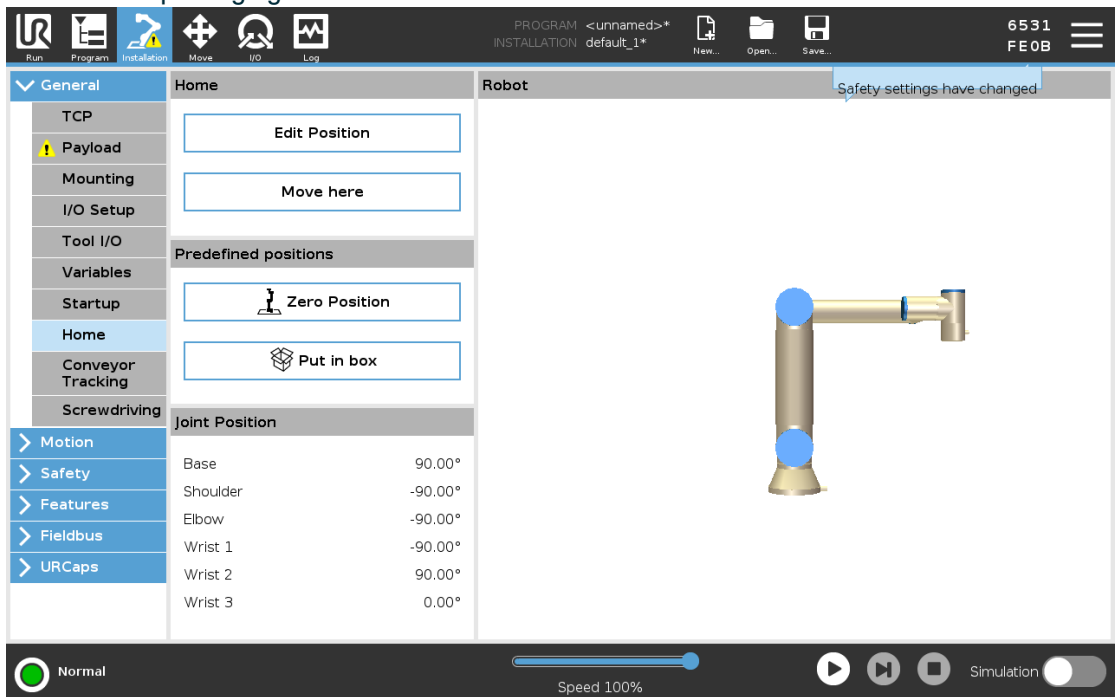 PROGRAM <unnamed>*
INSTALLATION default_1*
UR
Run
Program
Installation
Move
I/O
Log
New...
Open...
Save...
6531
FE0B
General
TCP
Payload
Mounting
I/O Setup
Tool I/O
Variables
Startup
Home
Conveyor
Tracking
Screwdriving
Motion
Safety
Features
Fieldbus
URCaps
Home
Edit Position
Move here
Predefined positions
Zero Position
Put in box
Joint Position
Base 90.00°
Shoulder -90.00°
Elbow -90.00°
Wrist 1 -90.00°
Wrist 2 90.00°
Wrist 3 0.00°
Robot
Safety settings have changed
Normal
Speed 100%
Simulation